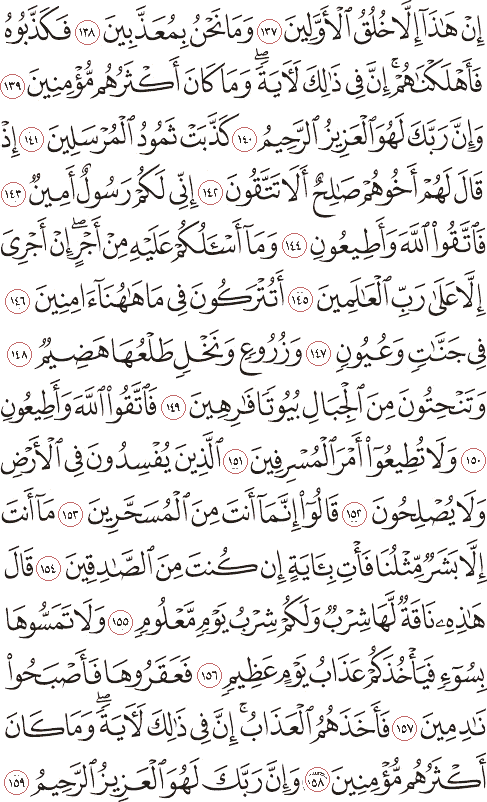 إِنْ هَٰذَآ إِلَّا خُلُقُ ٱلْأَوَّلِينَ ١٣٧ وَمَا نَحْنُ بِمُعَذَّبِينَ ١٣٨ فَكَذَّبُوهُ
فَأَهْلَكْنَٰهُمْ ۚ إِنَّ فِى ذَٰلِكَ لَأٓيَةً ۖ وَمَا كَانَ أَكْثَرُهُم مُّؤْمِنِينَ ١٣٩
وَإِنَّ رَبَّكَ لَهُوَ ٱلْعَزِيزُ ٱلرَّحِيمُ ١٤٠ كَذَّبَتْ ثَمُودُ ٱلْمُرْسَلِينَ ١٤١ إِذْ
قَالَ لَهُمْ أَخُوهُمْ صَٰلِحٌ أَلَا تَتَّقُونَ ١٤٢ إِنِّى لَكُمْ رَسُولٌ أَمِينٌ ١٤٣
فَٱتَّقُوا۟ ٱللَّهَ وَأَطِيعُونِ ١٤٤ وَمَآ أَسْـَٔلُكُمْ عَلَيْهِ مِنْ أَجْرٍ ۖ إِنْ أَجْرِىَ
إِلَّا عَلَىٰ رَبِّ ٱلْعَٰلَمِينَ ١٤٥ أَتُتْرَكُونَ فِى مَا هَٰهُنَآ ءَامِنِينَ ١٤٦
فِى جَنَّٰتٍ وَعُيُونٍ ١٤٧ وَزُرُوعٍ وَنَخْلٍ طَلْعُهَا هَضِيمٌ ١٤٨
وَتَنْحِتُونَ مِنَ ٱلْجِبَالِ بُيُوتًا فَٰرِهِينَ ١٤٩ فَٱتَّقُوا۟ ٱللَّهَ وَأَطِيعُونِ
١٥٠ وَلَا تُطِيعُوٓا۟ أَمْرَ ٱلْمُسْرِفِينَ ١٥١ ٱلَّذِينَ يُفْسِدُونَ فِى ٱلْأَرْضِ
وَلَا يُصْلِحُونَ ١٥٢ قَالُوٓا۟ إِنَّمَآ أَنتَ مِنَ ٱلْمُسَحَّرِينَ ١٥٣ مَآ أَنتَ
إِلَّا بَشَرٌ مِّثْلُنَا فَأْتِ بِـَٔايَةٍ إِن كُنتَ مِنَ ٱلصَّٰدِقِينَ ١٥٤ قَالَ
هَٰذِهِۦ نَاقَةٌ لَّهَا شِرْبٌ وَلَكُمْ شِرْبُ يَوْمٍ مَّعْلُومٍ ١٥٥ وَلَا تَمَسُّوهَا
بِسُوٓءٍ فَيَأْخُذَكُمْ عَذَابُ يَوْمٍ عَظِيمٍ ١٥٦ فَعَقَرُوهَا فَأَصْبَحُوا۟
نَٰدِمِينَ ١٥٧ فَأَخَذَهُمُ ٱلْعَذَابُ ۗ إِنَّ فِى ذَٰلِكَ لَأٓيَةً ۖ وَمَا كَانَ
أَكْثَرُهُم مُّؤْمِنِينَ ١٥٨ وَإِنَّ رَبَّكَ لَهُوَ ٱلْعَزِيزُ ٱلرَّحِيمُ ١٥٩